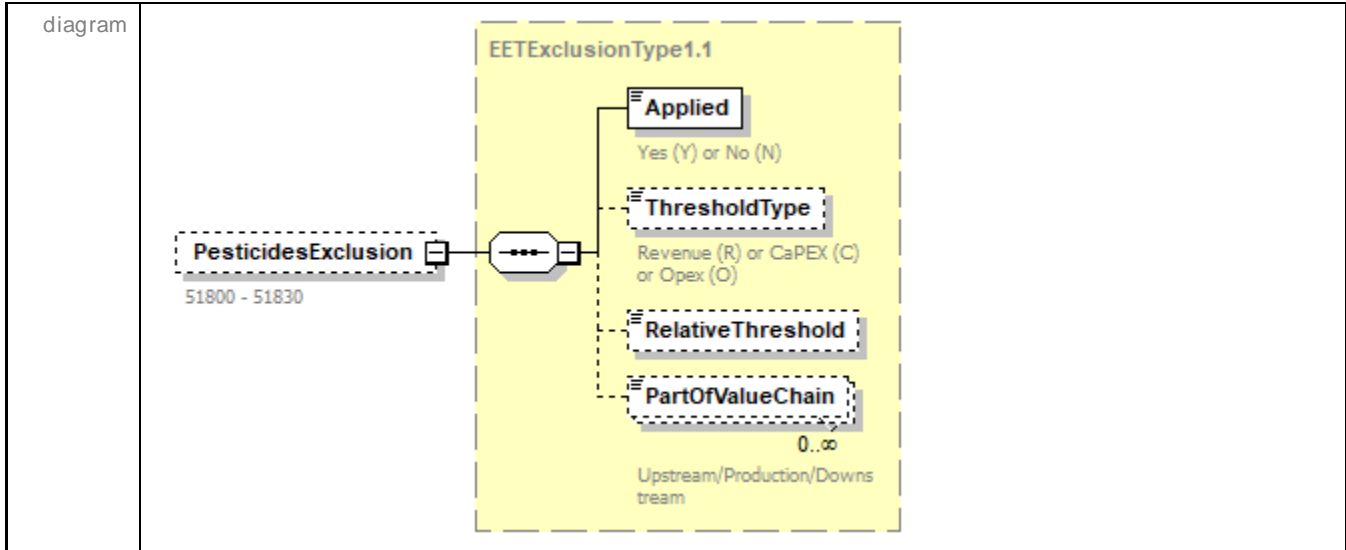 diagram
EETExclusionType1.1
Applied
Yes (Y) or No (N)
ThresholdType
Revenue (R) or CaPEX (C)
or Opex (O)
PesticidesExclusion
51800 - 51830
RelativeThreshold
PartOfValueChain
0..∞
Upstream/Production/Downs
tream